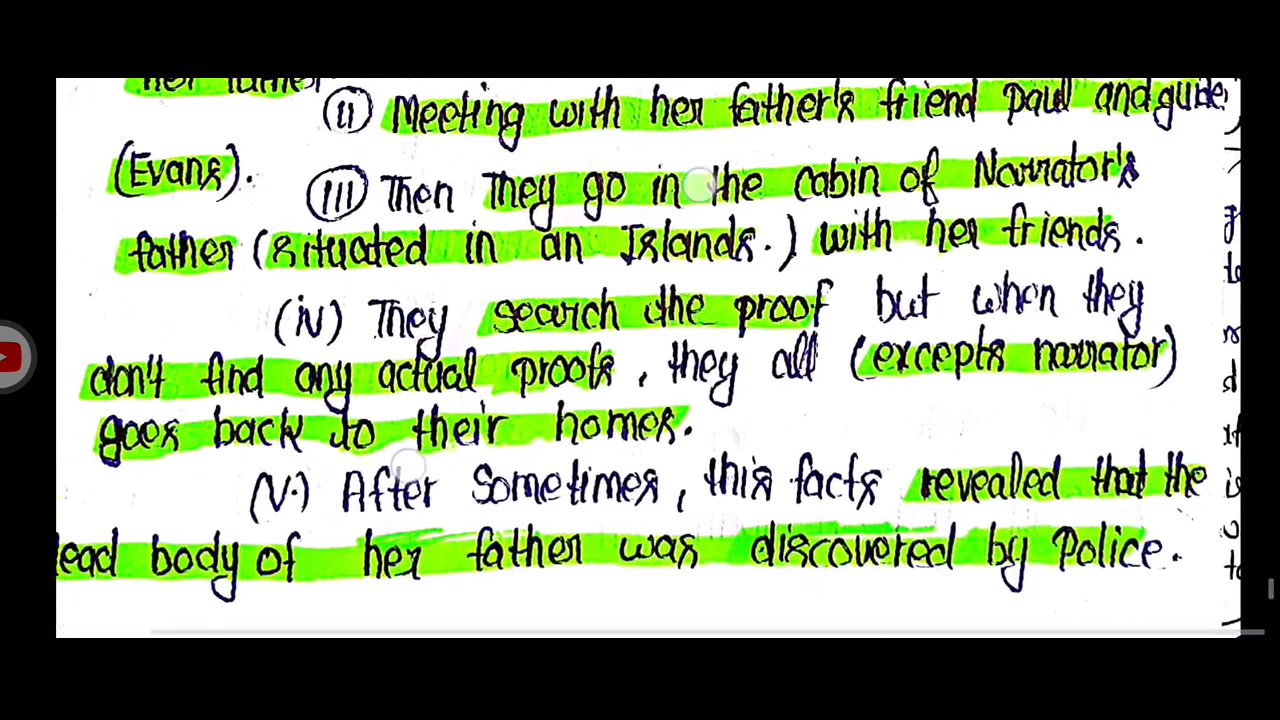 her father
(II) Meeting with her father's friend Paul and guide
(Evans).
(III) Then They go in the cabin of Narrator's
father (situated in an Islands.) with her friends.
(iv) They search the proof but when they
don't find any actual proofs, they all (excepts narrator)
goes back to their homes.
(V.) After Sometimes, this facts revealed that the
dead body of her father was discovered by Police.